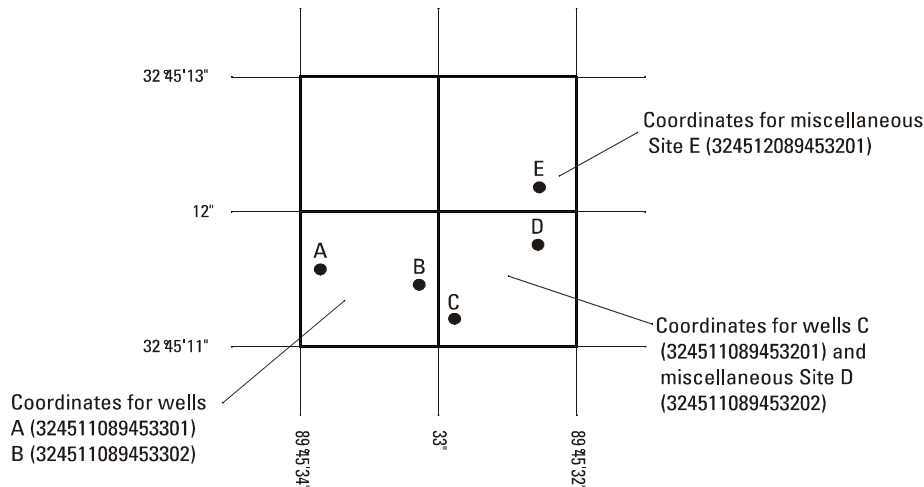 32°45'13"
Coordinates for miscellaneous
Site E (324512089453201)
E
12"
D
A
B
C
32°45'11"
Coordinates for wells C
(324511089453201) and
miscellaneous Site D
(324511089453202)
Coordinates for wells
A (324511089453301)
B (324511089453302)
89°45'34"
33"
89°45'32"